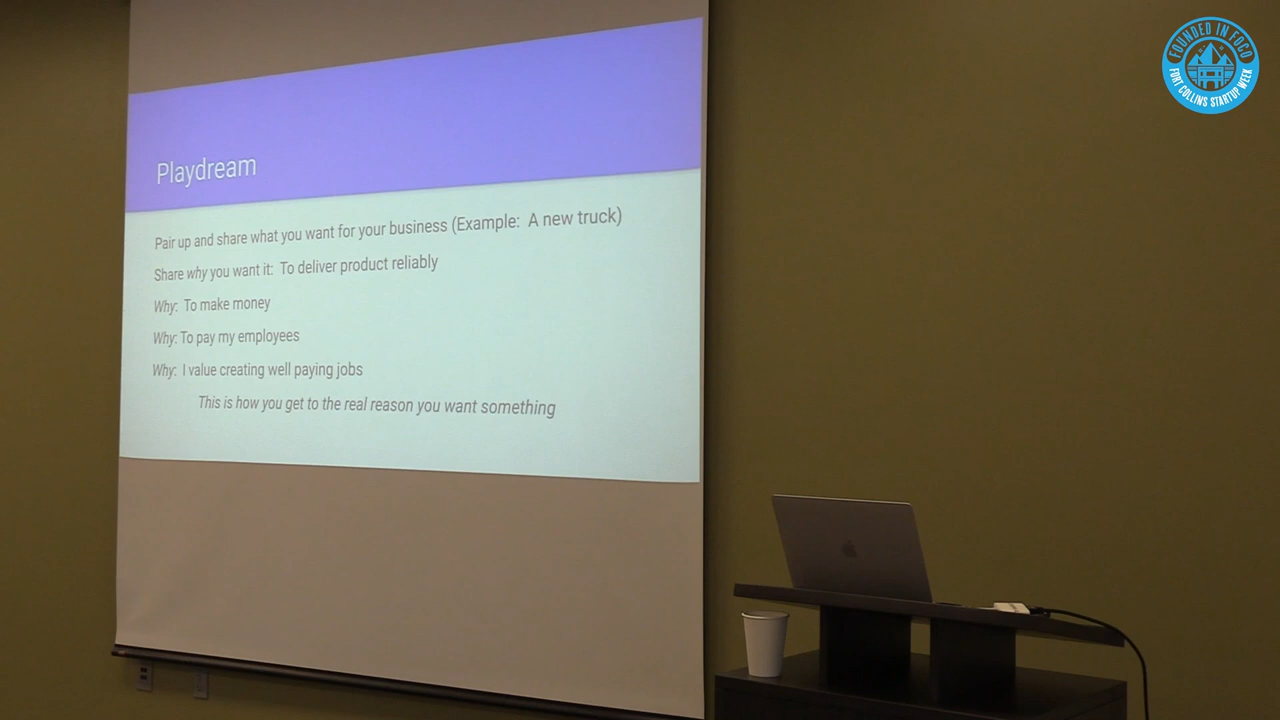 Playdream
Pair up and share what you want for your business (Example: A new truck)
Share why you want it: To deliver product reliably
Why: To make money
Why: To pay my employees
Why: I value creating well paying jobs
This is how you get to the real reason you want something
FOUNDED IN FOCO
FORT COLLINS STARTUP WEEK